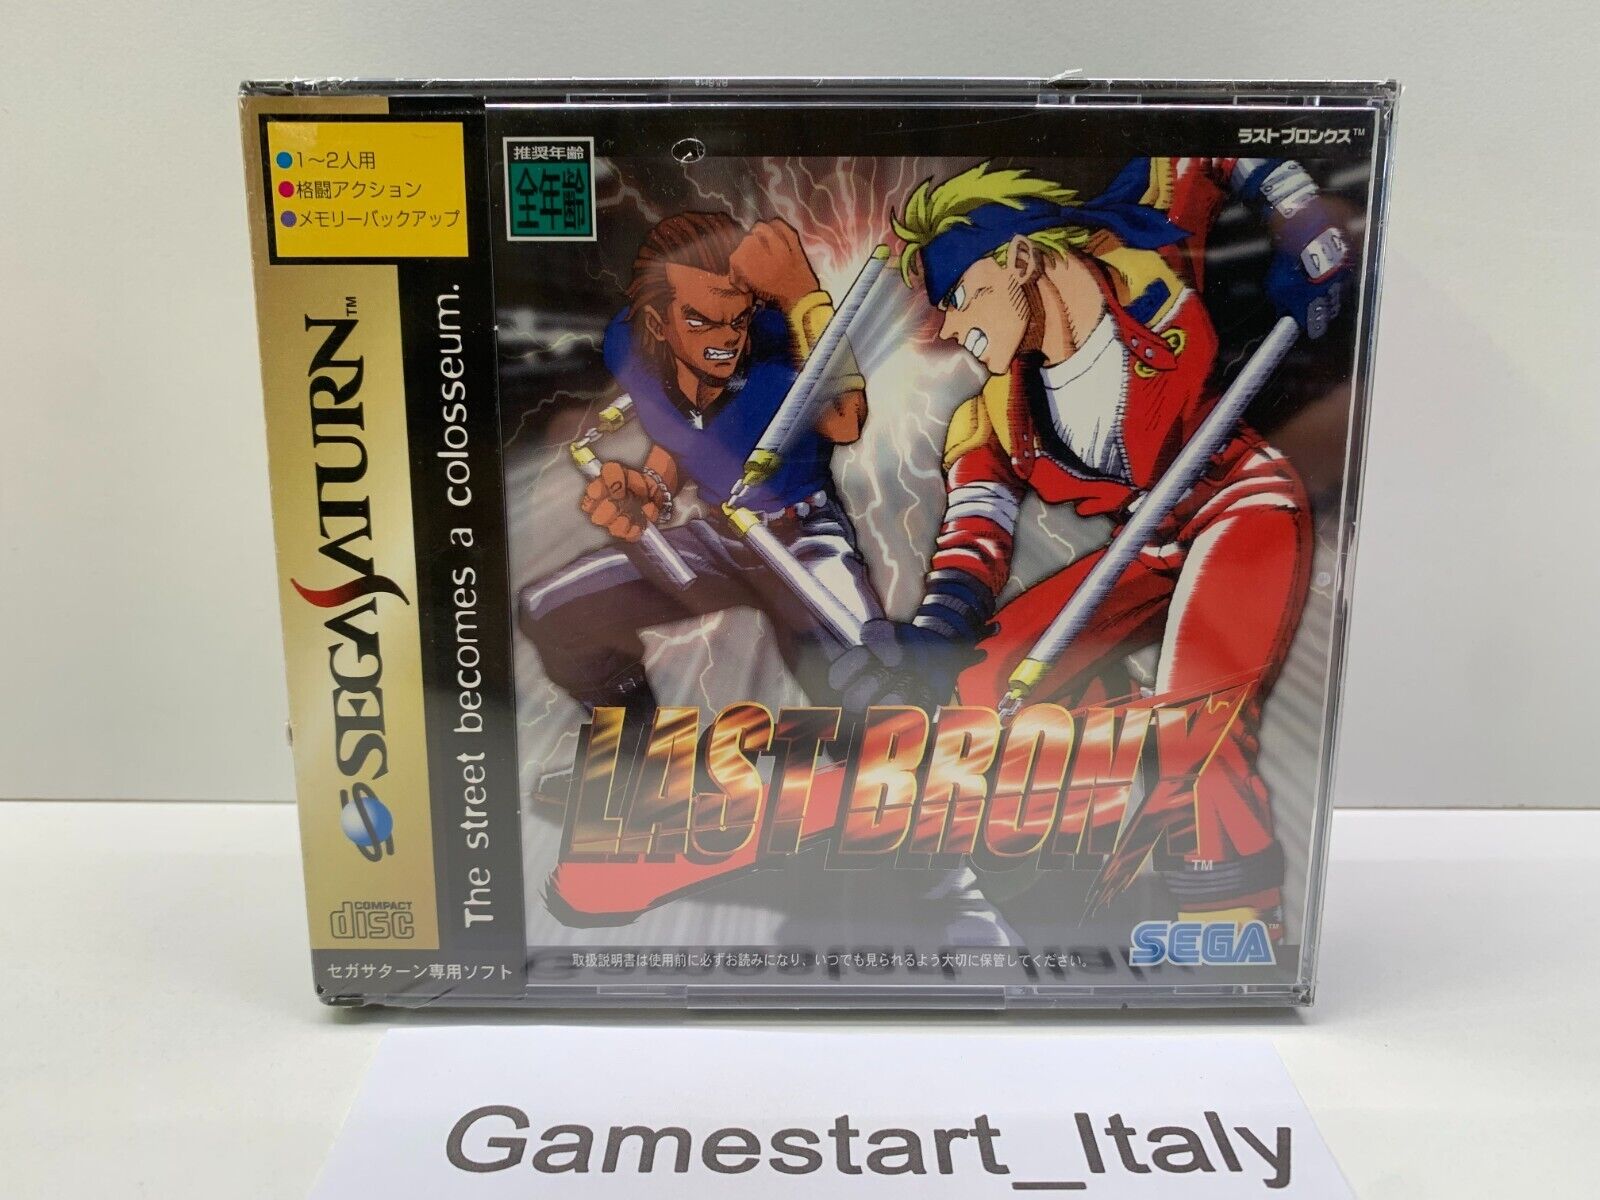 ●1～2人用
●格闘アクション
●メモリーバックアップ
SEGA SATURN™
COMPACT
disc
セガサターン専用ソフト
The street becomes a colosseum.
推奨年齢
全年齢
ラストブロンクス™
LAST BRONX™
SEGA™
取扱説明書は使用前に必ずお読みになり、いつでも見られるよう大切に保管してください。
Gamestart_Italy